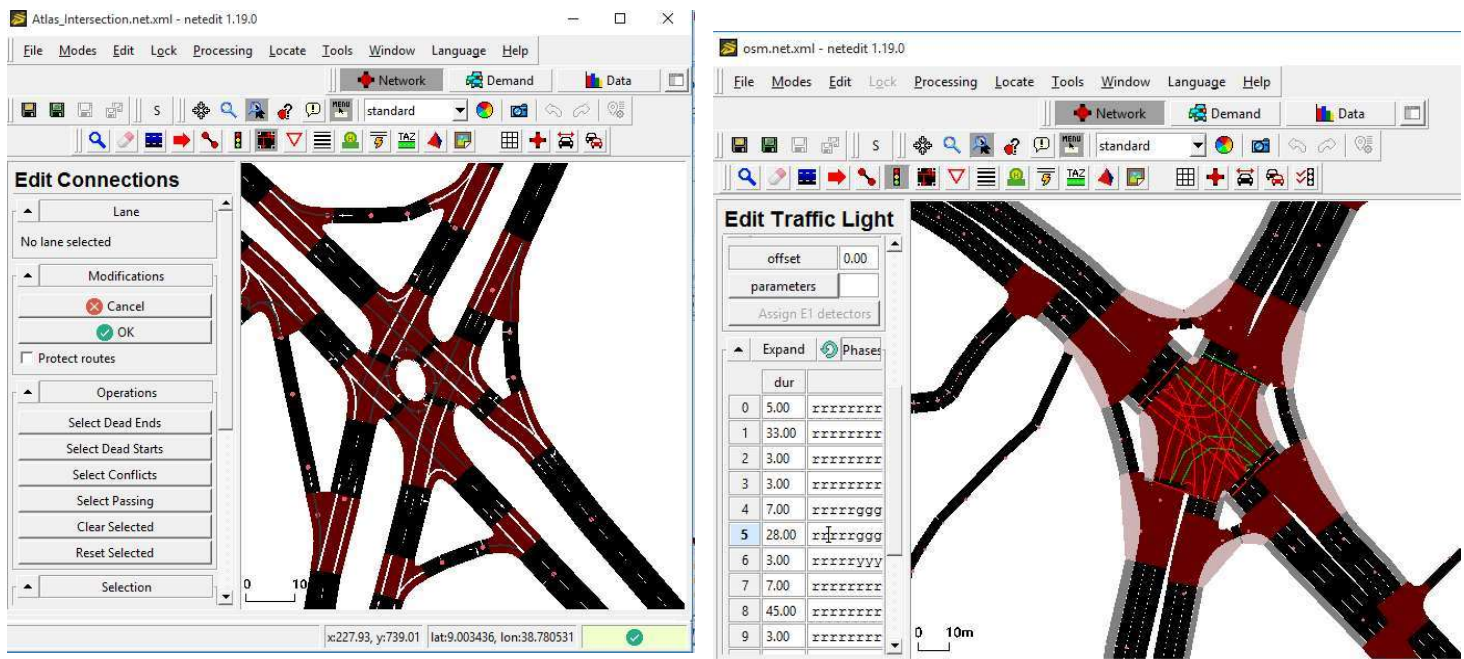 Atlas_Intersection.net.xml - netedit 1.19.0
File Modes Edit Lock Processing Locate Tools Window Language Help
Network Demand Data
S MENU standard
TAZ
Edit Connections
Lane
No lane selected
Modifications
Cancel
OK
Protect routes
Operations
Select Dead Ends
Select Dead Starts
Select Conflicts
Select Passing
Clear Selected
Reset Selected
Selection
0 10
x:227.93, y:739.01 lat:9.003436, lon:38.780531
osm.net.xml - netedit 1.19.0
File Modes Edit Lock Processing Locate Tools Window Language Help
Network Demand Data
S MENU standard
TAZ
Edit Traffic Light
offset 0.00
parameters
Assign E1 detectors
Expand Phases
dur
0 5.00 rrrrrrrr
1 33.00 rrrrrrrr
2 3.00 rrrrrrrr
3 3.00 rrrrrrrr
4 7.00 rrrrrggg
5 28.00 rrrrrggg
6 3.00 rrrrryyy
7 7.00 rrrrrrrr
8 45.00 rrrrrrrr
9 3.00 rrrrrrrr
0 10m